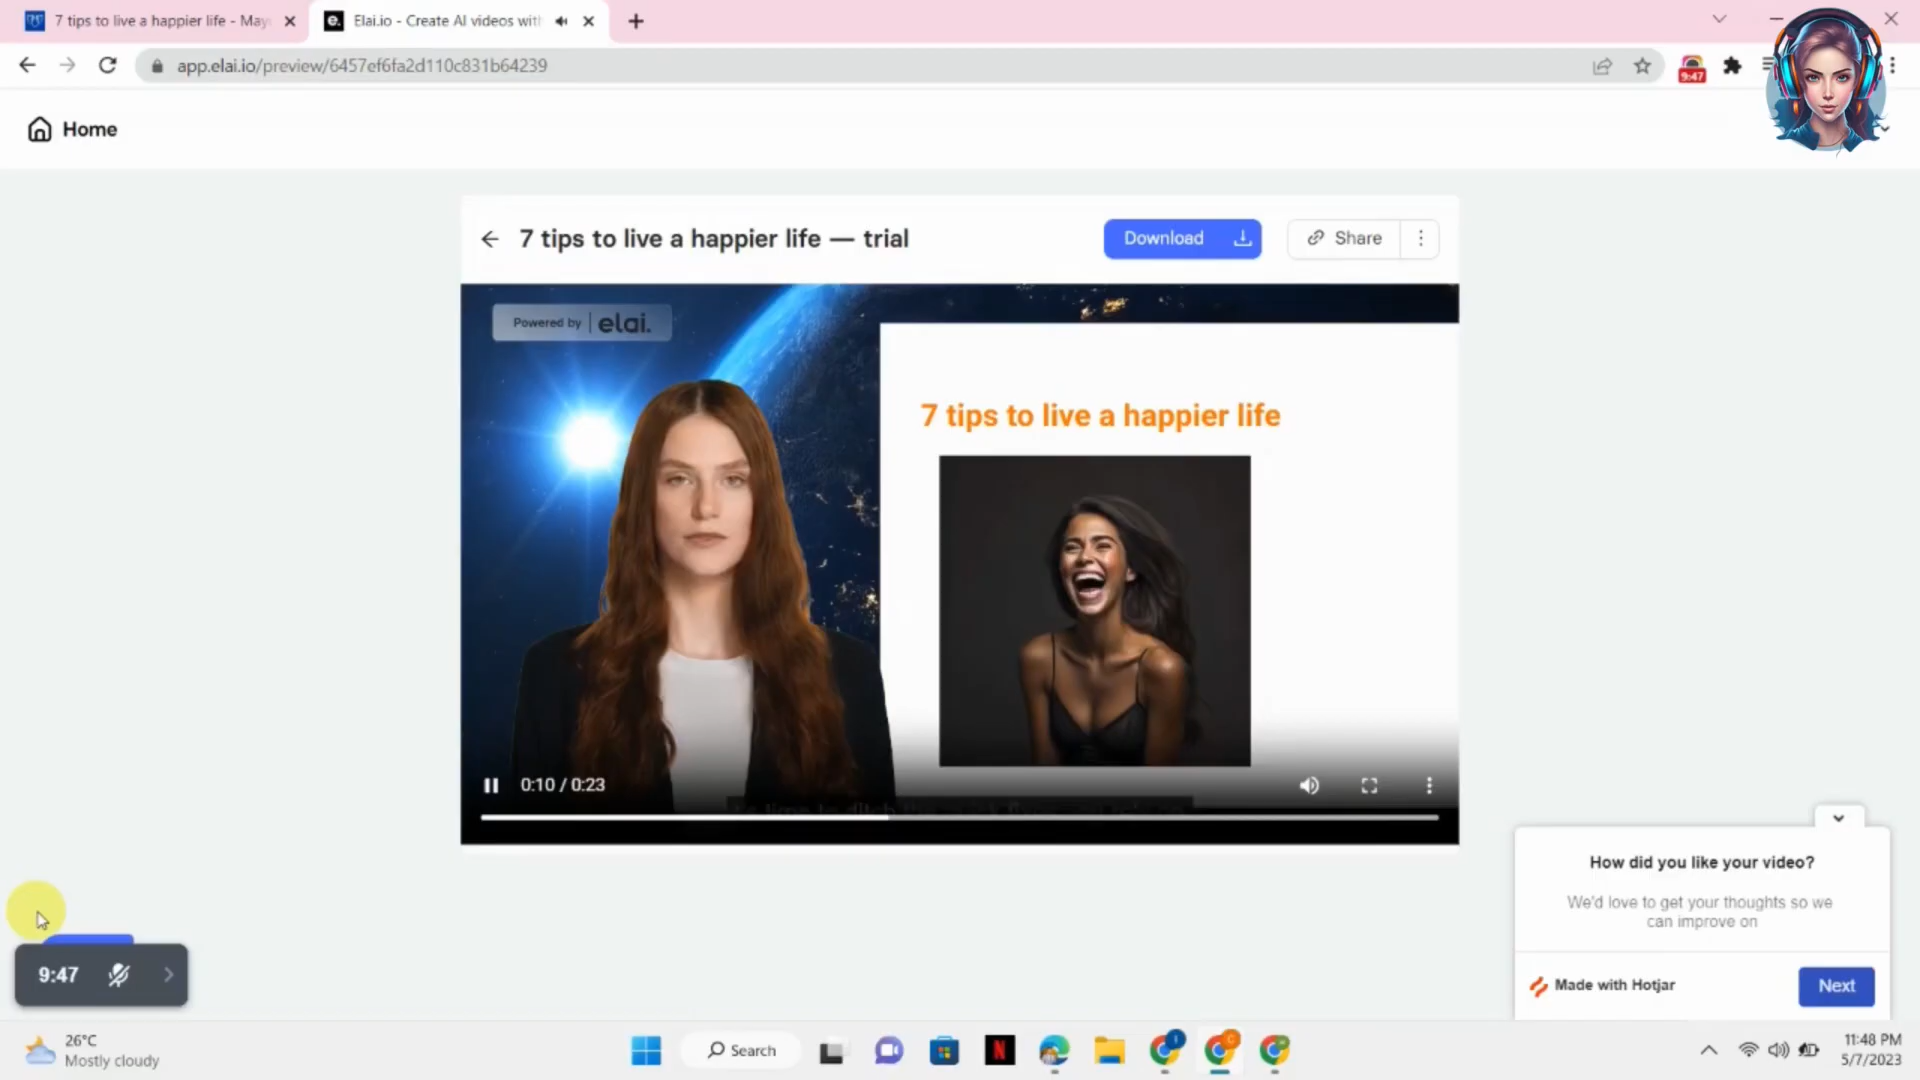 7 tips to live a happier life - May
Elai.io - Create AI videos with
app.elai.io/preview/6457ef6fa2d110c831b64239
9:47
Home
7 tips to live a happier life — trial
Download
Share
Powered by elai.
7 tips to live a happier life
0:10 / 0:23
How did you like your video?
We'd love to get your thoughts so we
can improve on
Made with Hotjar
Next
9:47
26°C
Mostly cloudy
Search
11:48 PM
5/7/2023